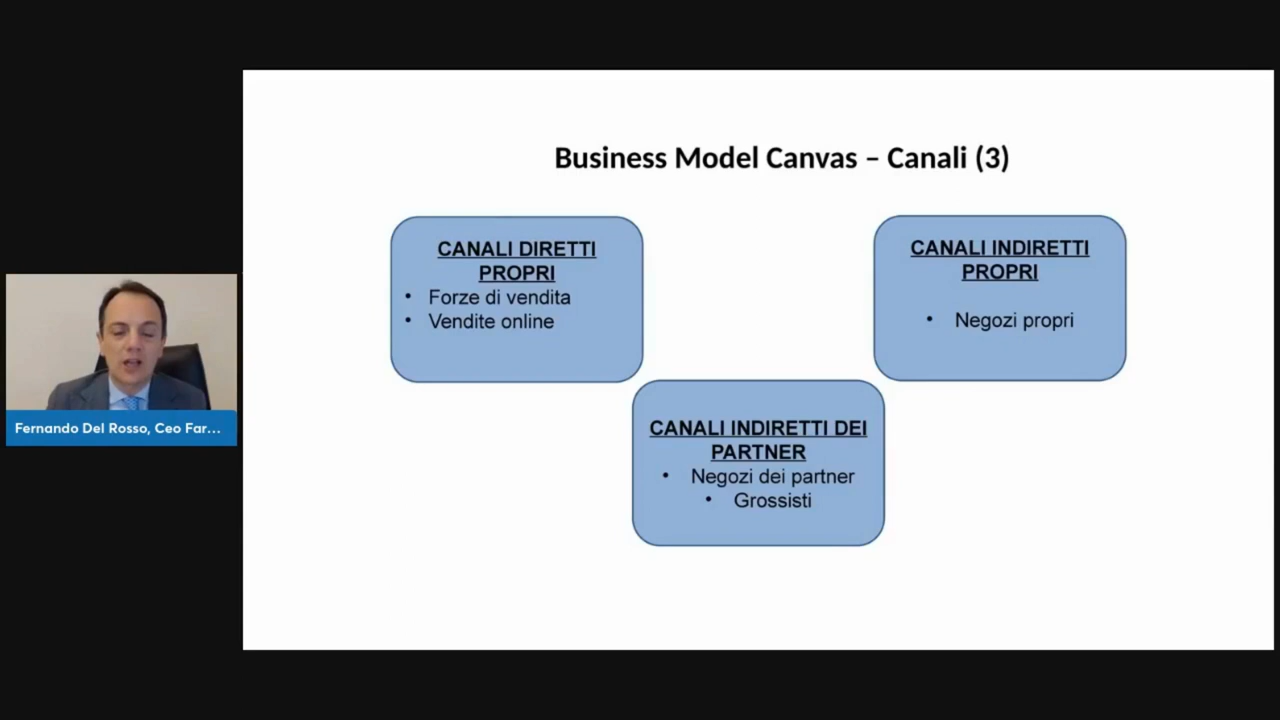 Business Model Canvas – Canali (3)
CANALI DIRETTI
PROPRI
• Forze di vendita
• Vendite online
CANALI INDIRETTI
PROPRI
• Negozi propri
CANALI INDIRETTI DEI
PARTNER
• Negozi dei partner
• Grossisti
Fernando Del Rosso, Ceo Far...